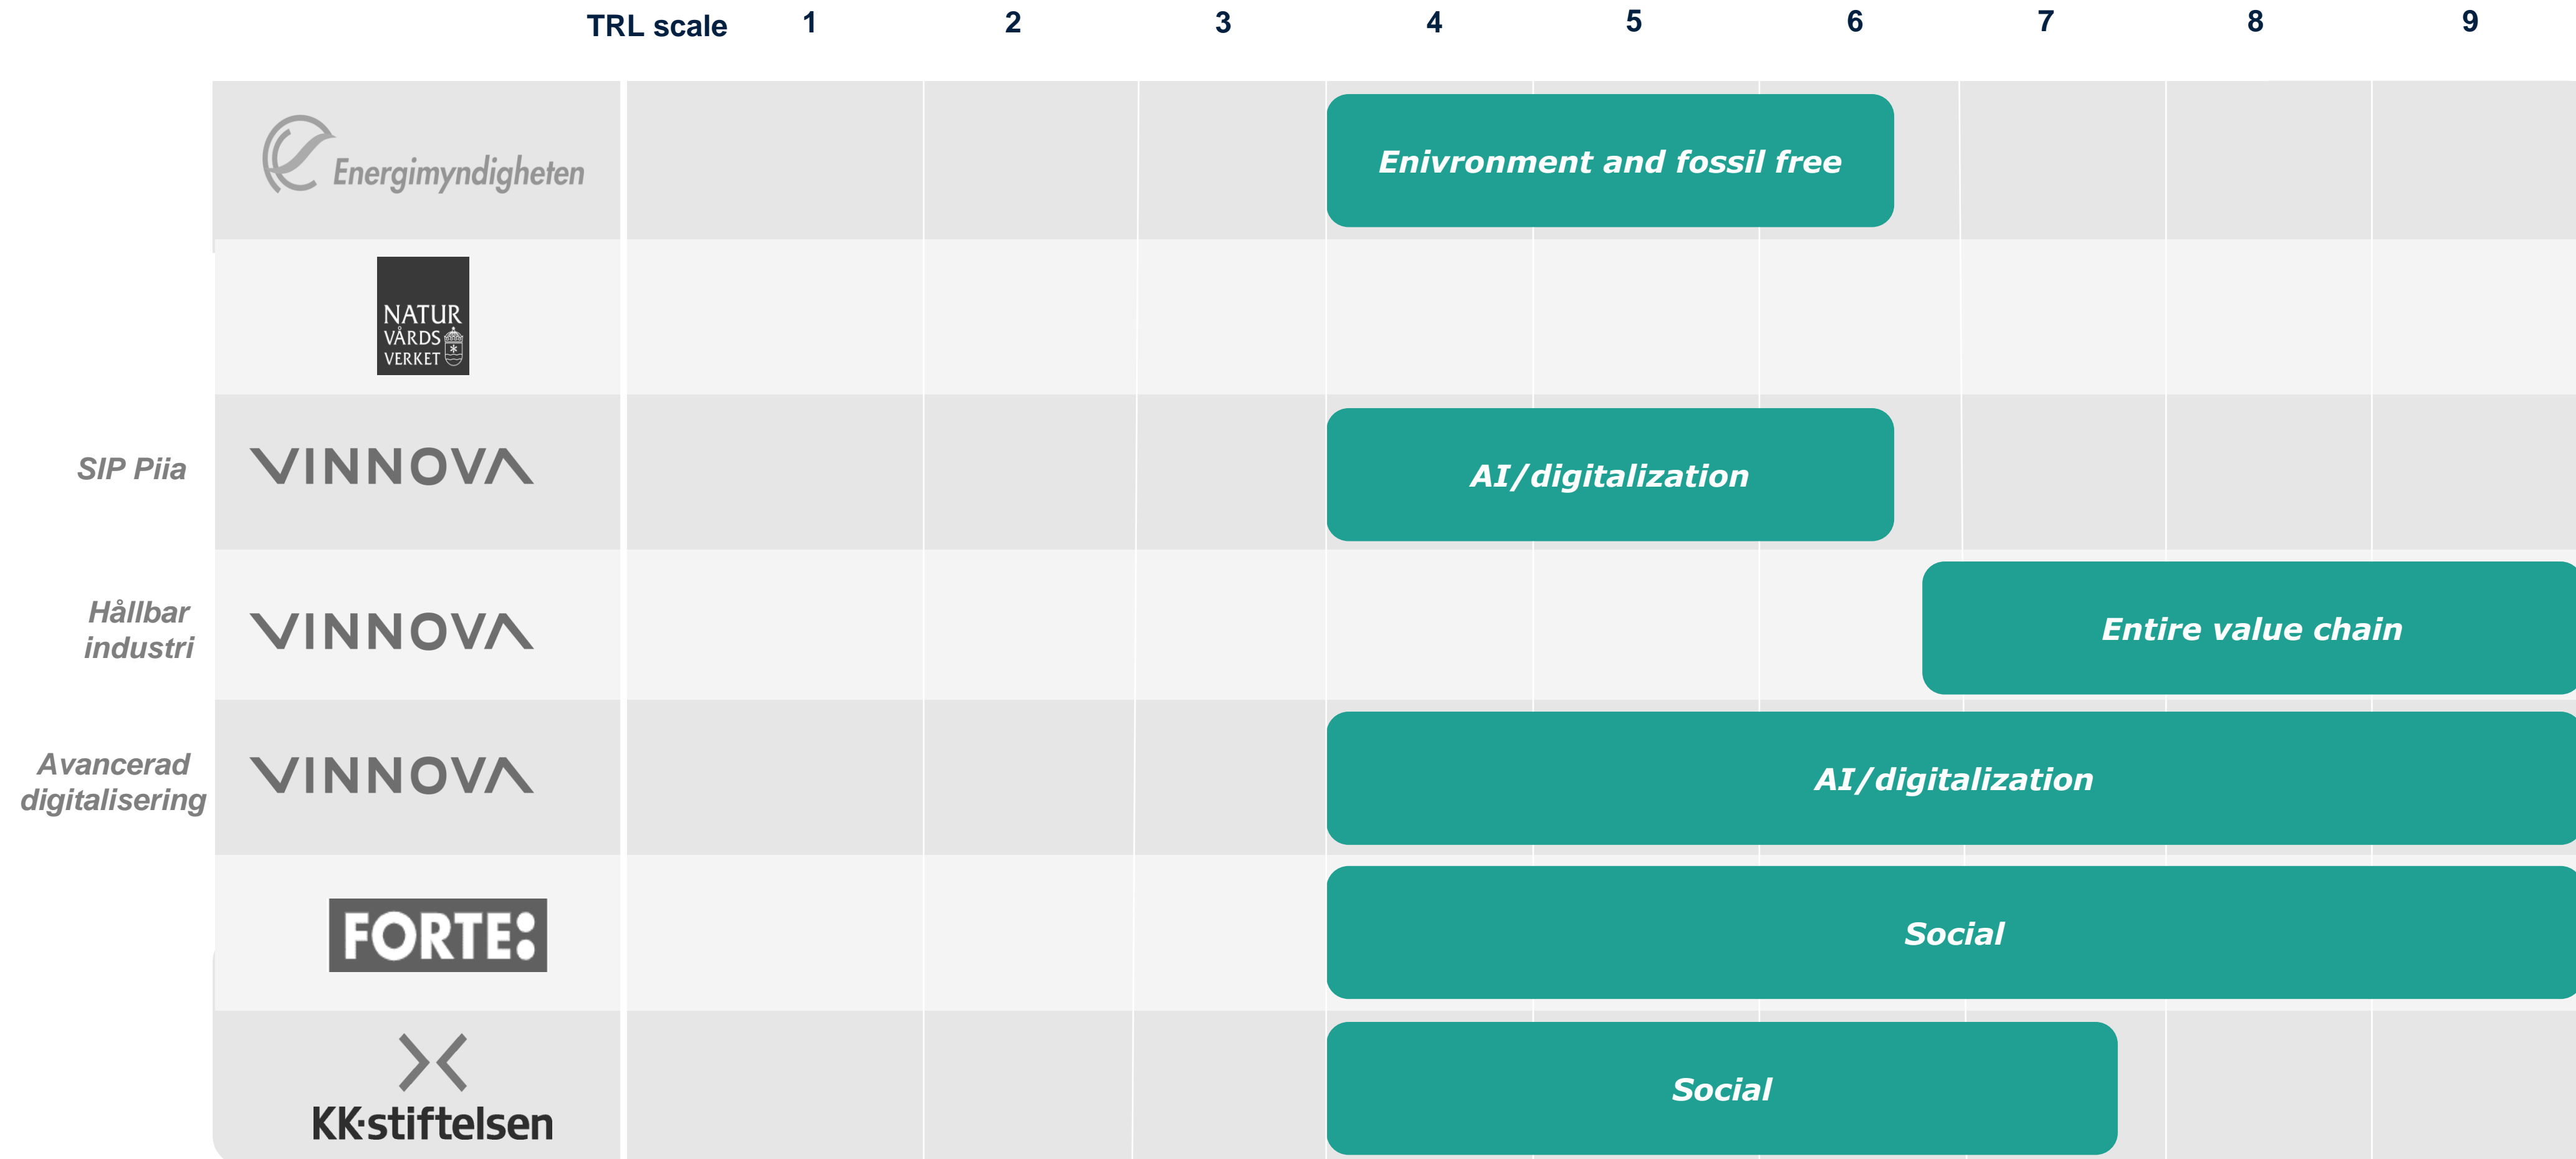 TRL scale 1 2 3 4 5 6 7 8 9
Energimyndigheten
Enivronment and fossil free
NATUR
VÅRDS
VERKET
SIP Piia
VINNOVA
AI/digitalization
Hållbar
industri
VINNOVA
Entire value chain
Avancerad
digitalisering
VINNOVA
AI/digitalization
FORTE:
Social
KK-stiftelsen
Social